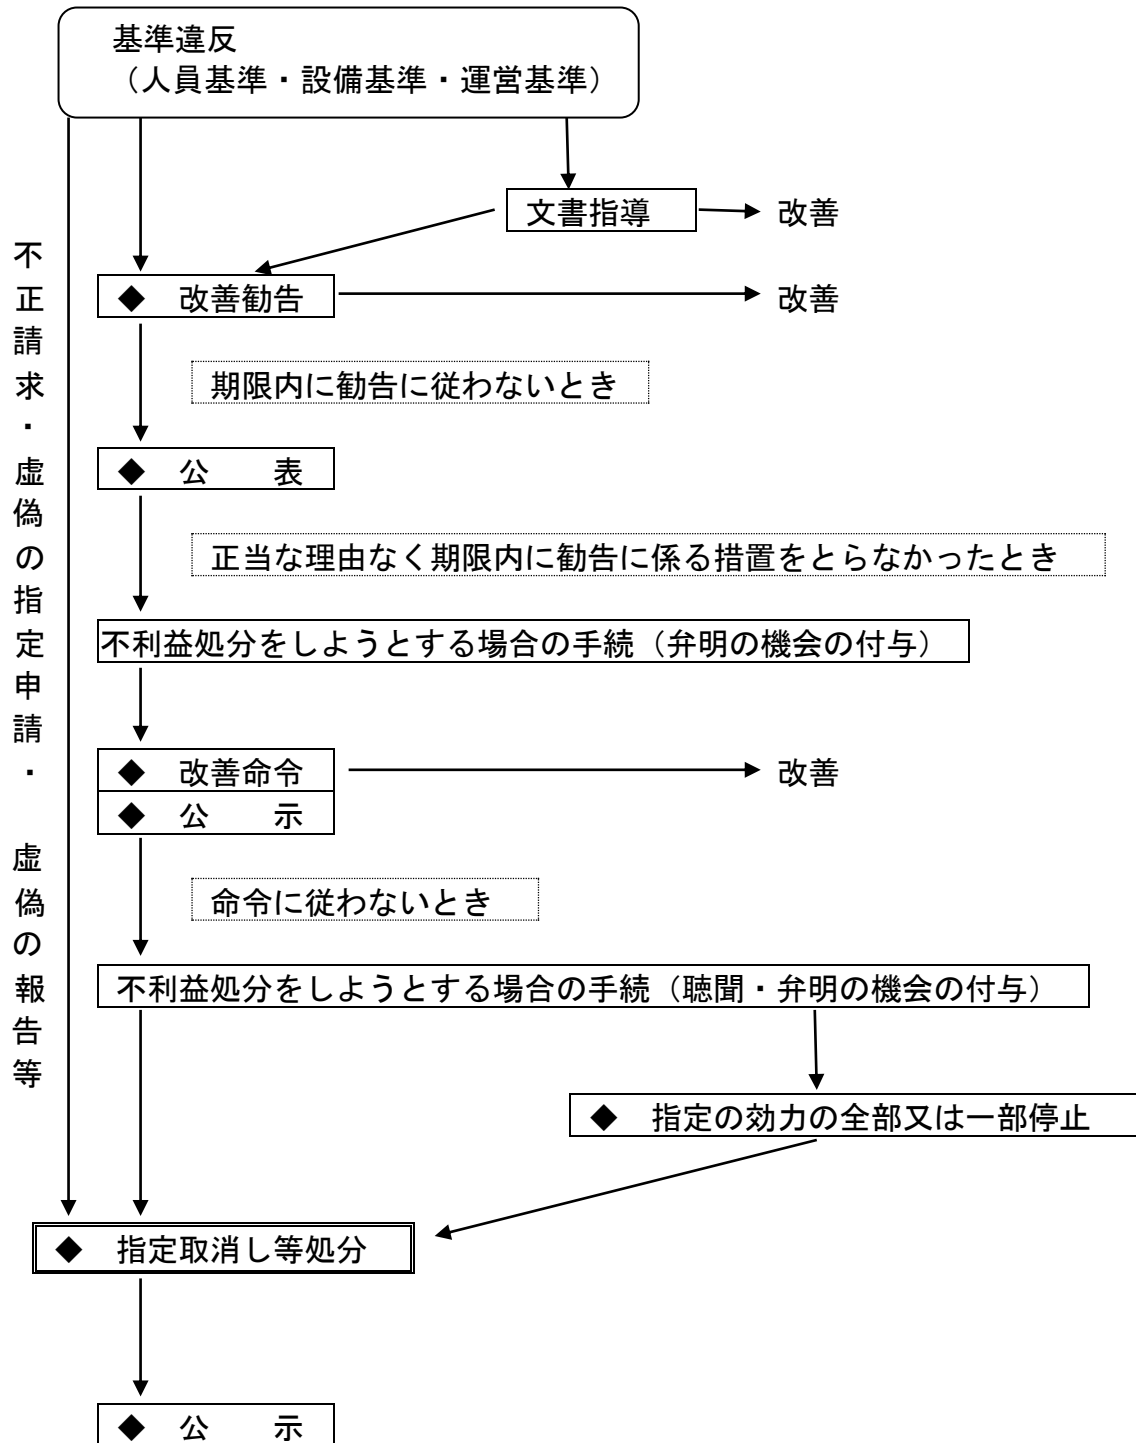 基準違反
（人員基準・設備基準・運営基準）
文書指導
改善
◆　改善勧告
改善
期限内に勧告に従わないとき
◆　公　　表
正当な理由なく期限内に勧告に係る措置をとらなかったとき
不利益処分をしようとする場合の手続（弁明の機会の付与）
◆　改善命令
改善
◆　公　　示
命令に従わないとき
不利益処分をしようとする場合の手続（聴聞・弁明の機会の付与）
◆　指定の効力の全部又は一部停止
◆　指定取消し等処分
◆　公　　示
不正請求・虚偽の指定申請・　虚偽の報告等